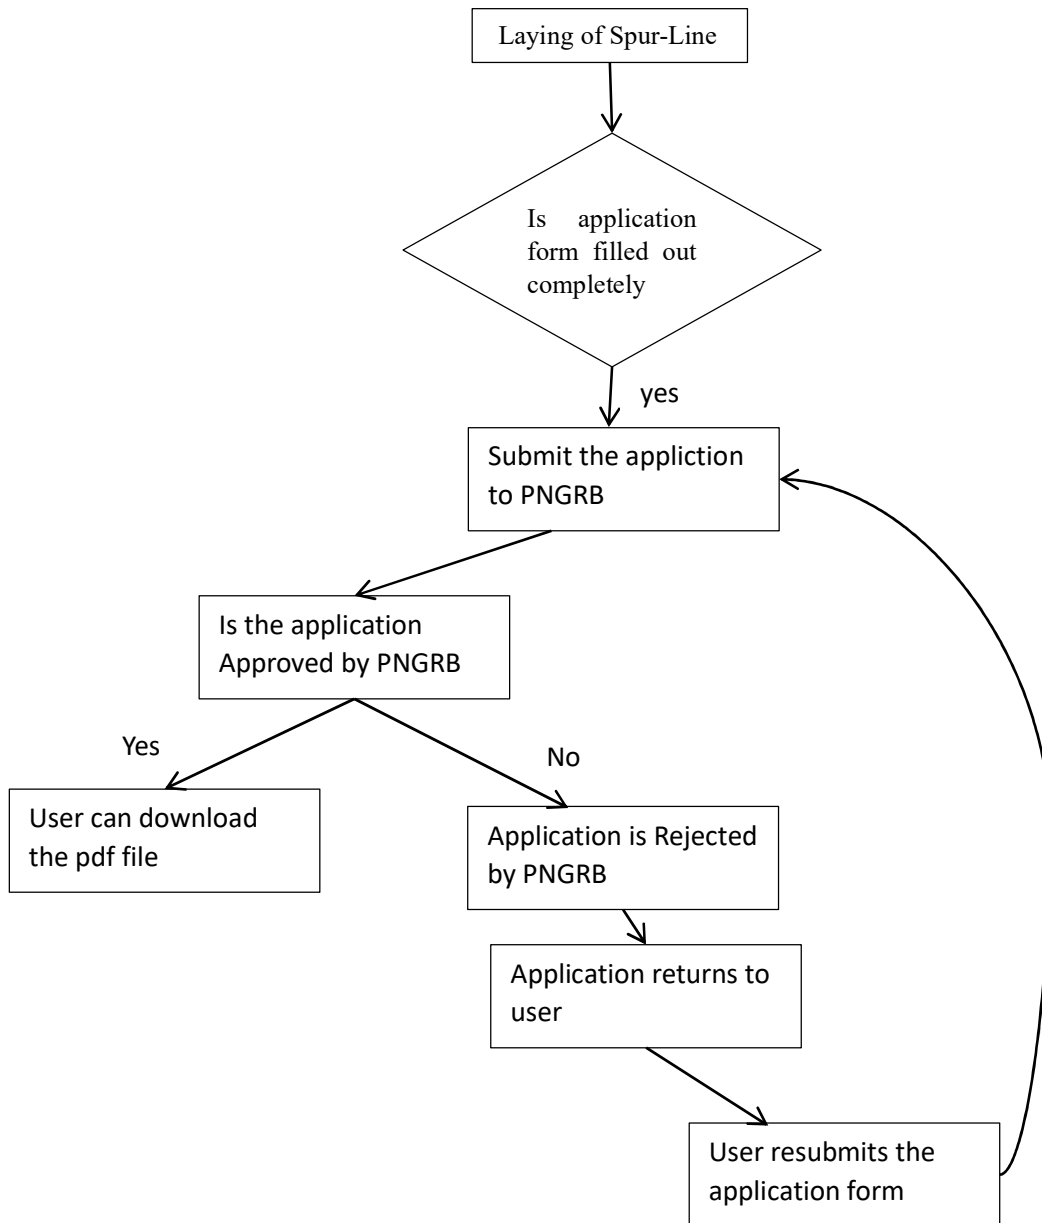 Laying of Spur-Line
Is application
form filled out
completely
yes
Submit the appliction
to PNGRB
Is the application
Approved by PNGRB
Yes
No
User can download
the pdf file
Application is Rejected
by PNGRB
Application returns to
user
User resubmits the
application form